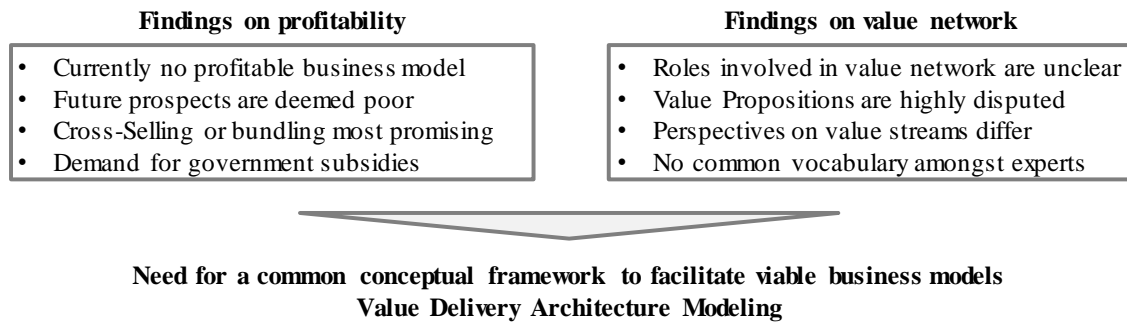 Findings on profitability
• Currently no profitable business model
• Future prospects are deemed poor
• Cross-Selling or bundling most promising
• Demand for government subsidies
Findings on value network
• Roles involved in value network are unclear
• Value Propositions are highly disputed
• Perspectives on value streams differ
• No common vocabulary amongst experts
Need for a common conceptual framework to facilitate viable business models
Value Delivery Architecture Modeling